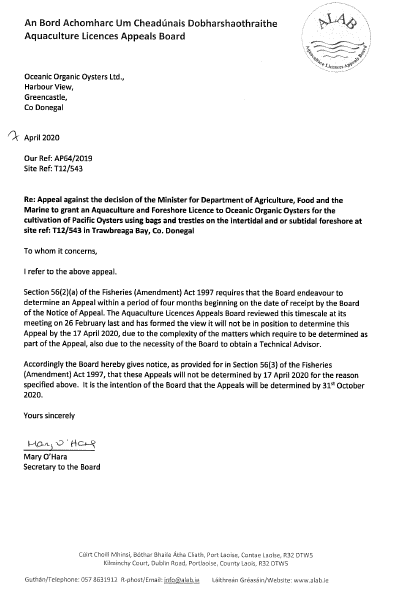 An Bord Achomharc Um Cheadúnais Dobharshaothraithe
Aquaculture Licences Appeals Board
ALAB
Aquaculture Licences Appeals Board
Oceanic Organic Oysters Ltd.,
Harbour View,
Greencastle,
Co Donegal
7 April 2020
Our Ref: AP64/2019
Site Ref: T12/543
Re: Appeal against the decision of the Minister for Department of Agriculture, Food and the
Marine to grant an Aquaculture and Foreshore Licence to Oceanic Organic Oysters for the
cultivation of Pacific Oysters using bags and trestles on the intertidal and or subtidal foreshore at
site ref: T12/543 in Trawbreaga Bay, Co. Donegal
To whom it concerns,
I refer to the above appeal.
Section 56(2)(a) of the Fisheries (Amendment) Act 1997 requires that the Board endeavour to
determine an Appeal within a period of four months beginning on the date of receipt by the Board
of the Notice of Appeal. The Aquaculture Licences Appeals Board reviewed this timescale at its
meeting on 26 February last and has formed the view it will not be in position to determine this
Appeal by the 17 April 2020, due to the complexity of the matters which require to be determined as
part of the Appeal, also due to the necessity of the Board to obtain a Technical Advisor.
Accordingly the Board hereby gives notice, as provided for in Section 56(3) of the Fisheries
(Amendment) Act 1997, that these Appeals will not be determined by 17 April 2020 for the reason
specified above. It is the intention of the Board that the Appeals will be determined by 31st October
2020.
Yours sincerely
Mary O'Hara
Mary O'Hara
Secretary to the Board
Cúirt Choill Mhinsi, Bóthar Bhaile Átha Cliath, Port Laoise, Contae Laoise, R32 DTW5
Kilminchy Court, Dublin Road, Portlaoise, County Laois, R32 DTW5
Guthán/Telephone: 057 8631912 R-phost/Email: info@alab.ie Láithreán Gréasáin/Website: www.alab.ie